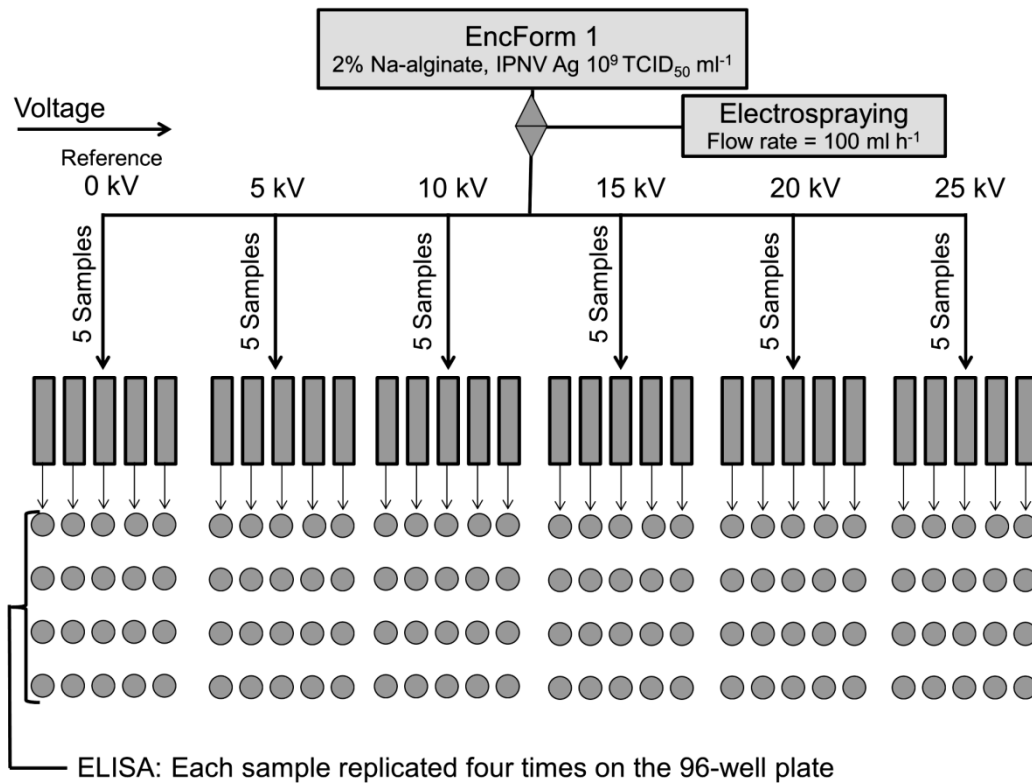 EncForm 1
2% Na-alginate, IPNV Ag 10⁹ TCID₅₀ ml⁻¹
Voltage
Electrospraying
Flow rate = 100 ml h⁻¹
Reference
0 kV 5 kV 10 kV 15 kV 20 kV 25 kV
5 Samples 5 Samples 5 Samples 5 Samples 5 Samples 5 Samples
ELISA: Each sample replicated four times on the 96-well plate